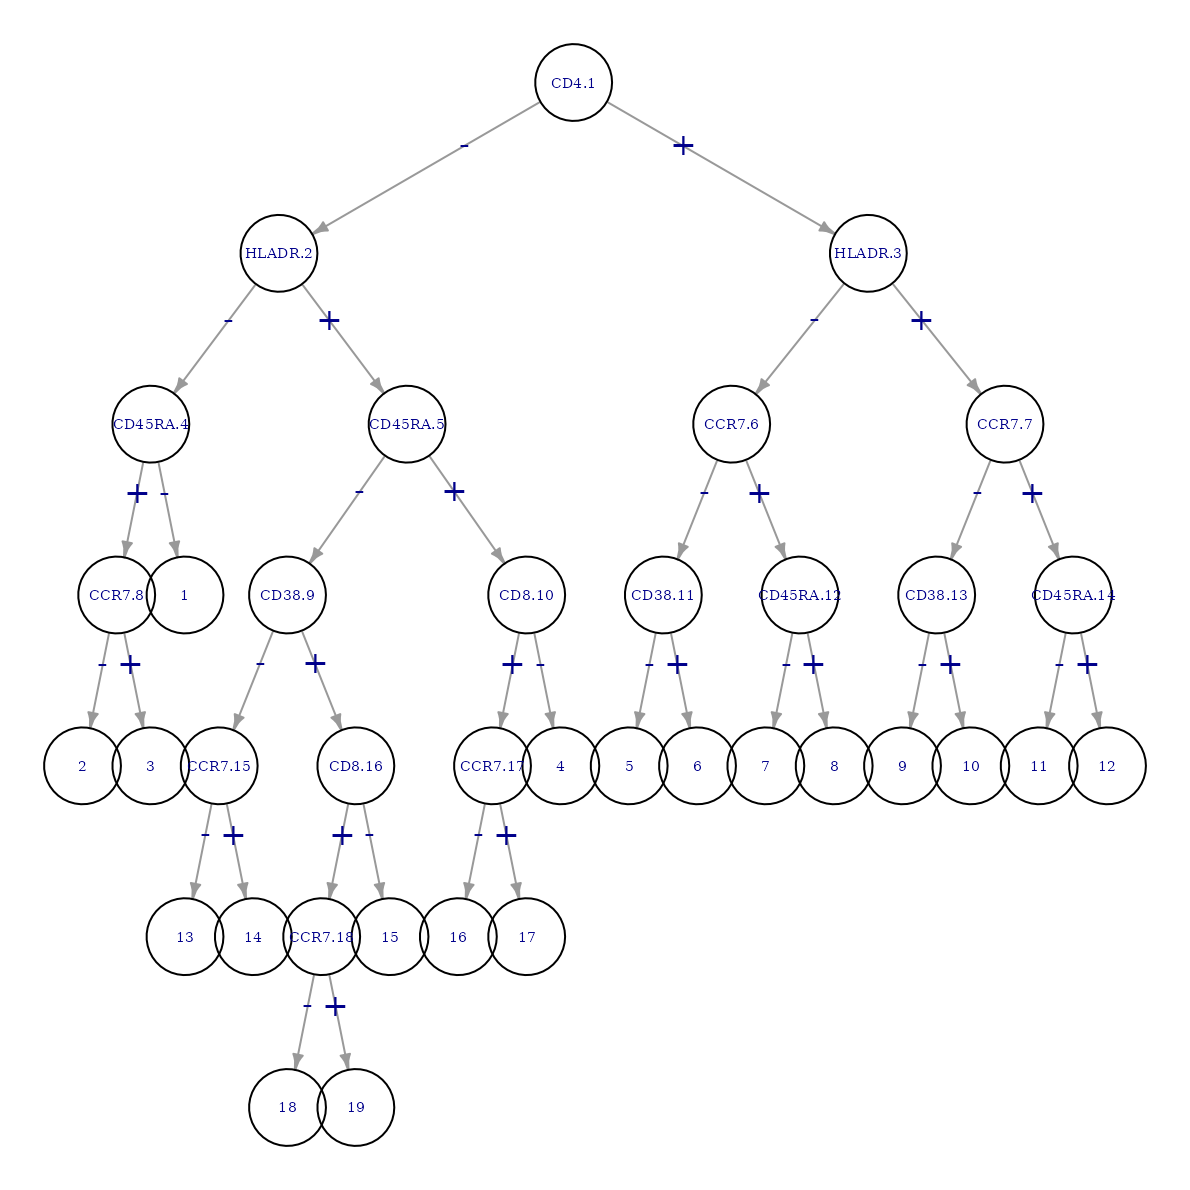 CD4.1
- +
HLADR.2 HLADR.3
- + - +
CD45RA.4 CD45RA.5 CCR7.6 CCR7.7
+ - - + - + - +
CCR7.8 1 CD38.9 CD8.10 CD38.11 CD45RA.12 CD38.13 CD45RA.14
- + - + + - - + - + - + - +
2 3 CCR7.15 CD8.16 CCR7.17 4 5 6 7 8 9 10 11 12
- + + - - +
13 14 CCR7.18 15 16 17
- +
18 19